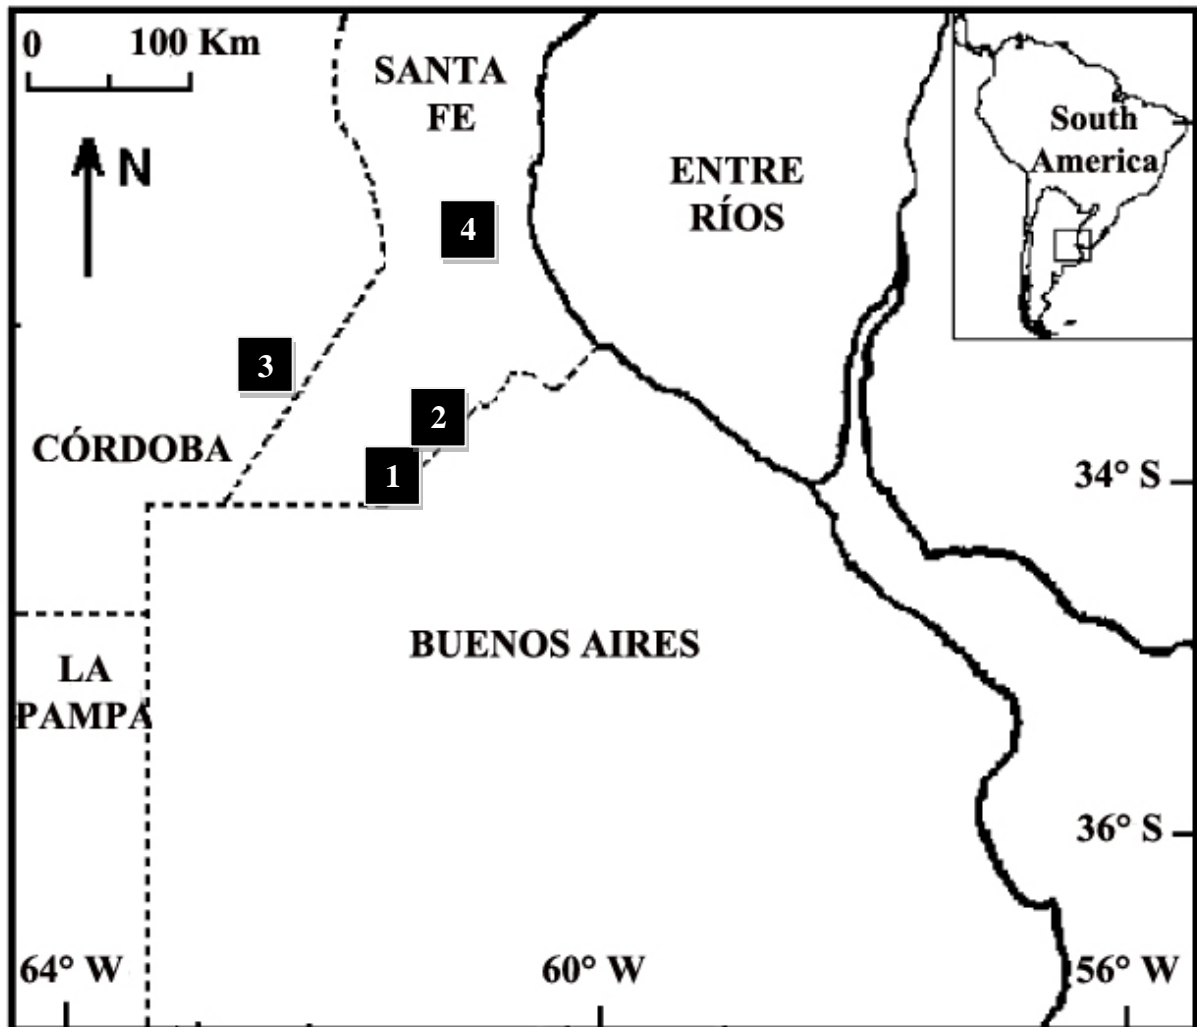 0 100 Km
SANTA
FE
N
ENTRE
RÍOS
South
America
4
3
2
1
CÓRDOBA
34° S
BUENOS AIRES
LA
PAMPA
36° S
64° W
60° W
56° W